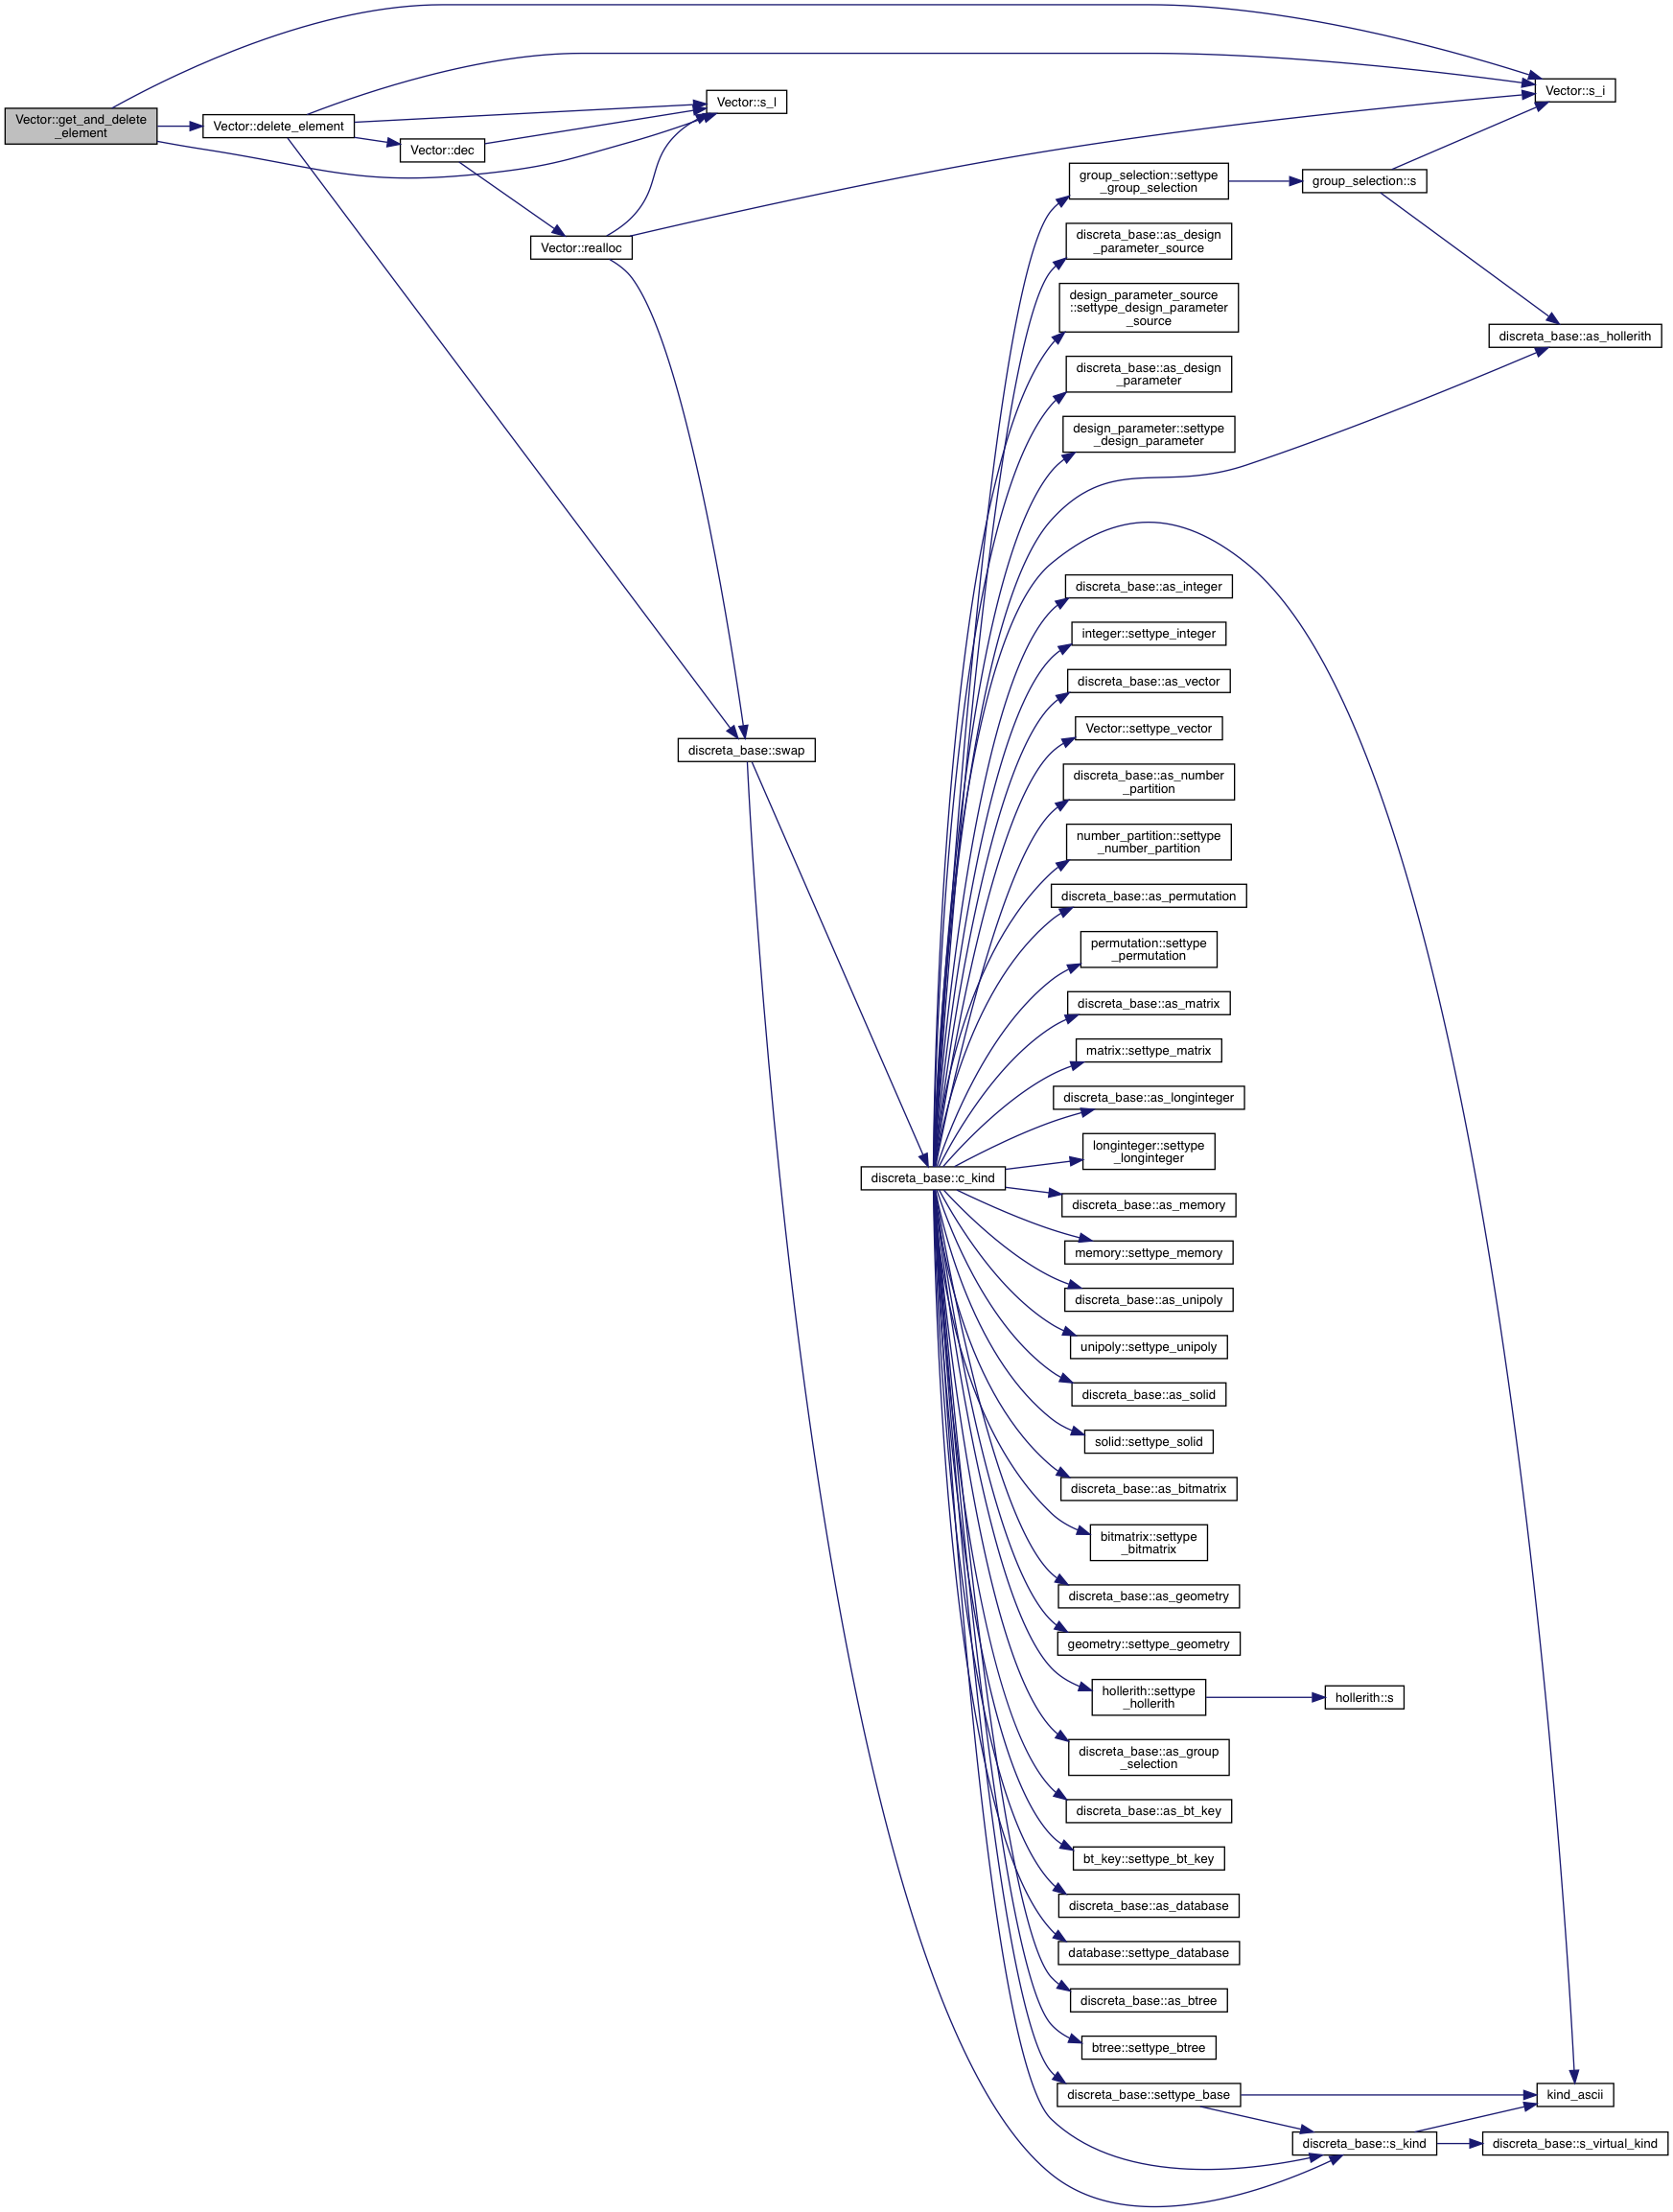 Vector::get_and_delete
_element
Vector::delete_element
Vector::dec
Vector::s_l
Vector::realloc
Vector::s_i
group_selection::settype
_group_selection
group_selection::s
discreta_base::as_design
_parameter_source
design_parameter_source
::settype_design_parameter
_source
discreta_base::as_hollerith
discreta_base::as_design
_parameter
design_parameter::settype
_design_parameter
discreta_base::as_integer
integer::settype_integer
discreta_base::as_vector
Vector::settype_vector
discreta_base::swap
discreta_base::as_number
_partition
number_partition::settype
_number_partition
discreta_base::as_permutation
permutation::settype
_permutation
discreta_base::as_matrix
matrix::settype_matrix
discreta_base::as_longinteger
longinteger::settype
_longinteger
discreta_base::c_kind
discreta_base::as_memory
memory::settype_memory
discreta_base::as_unipoly
unipoly::settype_unipoly
discreta_base::as_solid
solid::settype_solid
discreta_base::as_bitmatrix
bitmatrix::settype
_bitmatrix
discreta_base::as_geometry
geometry::settype_geometry
hollerith::settype
_hollerith
hollerith::s
discreta_base::as_group
_selection
discreta_base::as_bt_key
bt_key::settype_bt_key
discreta_base::as_database
database::settype_database
discreta_base::as_btree
btree::settype_btree
discreta_base::settype_base
kind_ascii
discreta_base::s_kind
discreta_base::s_virtual_kind